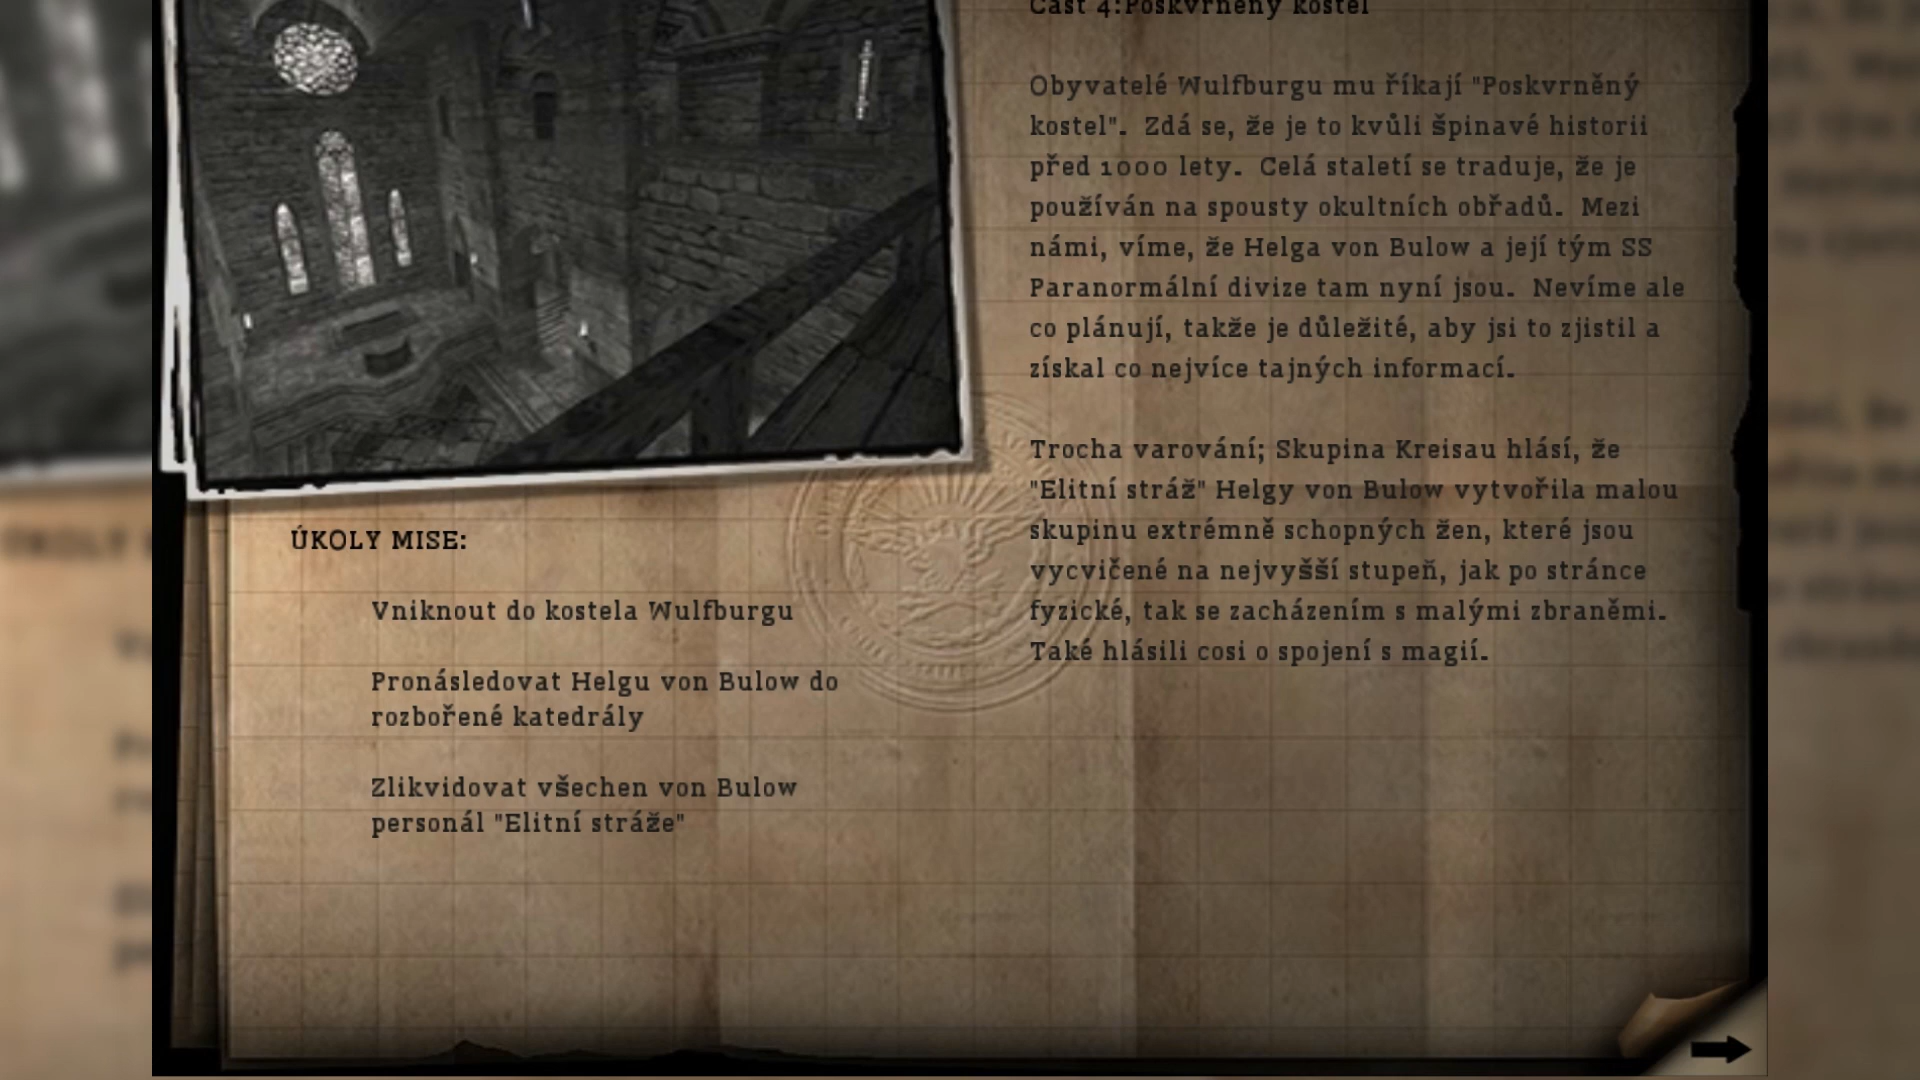 Část 4:Poskvrněný kostel
Obyvatelé Wulfburgu mu říkají "Poskvrněný
kostel". Zdá se, že je to kvůli špinavé historii
před 1000 lety. Celá staletí se traduje, že je
používán na spousty okultních obřadů. Mezi
námi, víme, že Helga von Bulow a její tým SS
Paranormální divize tam nyní jsou. Nevíme ale
co plánují, takže je důležité, aby jsi to zjistil a
získal co nejvíce tajných informací.
Trocha varování; Skupina Kreisau hlásí, že
"Elitní stráž" Helgy von Bulow vytvořila malou
skupinu extrémně schopných žen, které jsou
vycvičené na nejvyšší stupeň, jak po stránce
fyzické, tak se zacházením s malými zbraněmi.
Také hlásili cosi o spojení s magií.
ÚKOLY MISE:
Vniknout do kostela Wulfburgu
Pronásledovat Helgu von Bulow do
rozbořené katedrály
Zlikvidovat všechen von Bulow
personál "Elitní stráže"